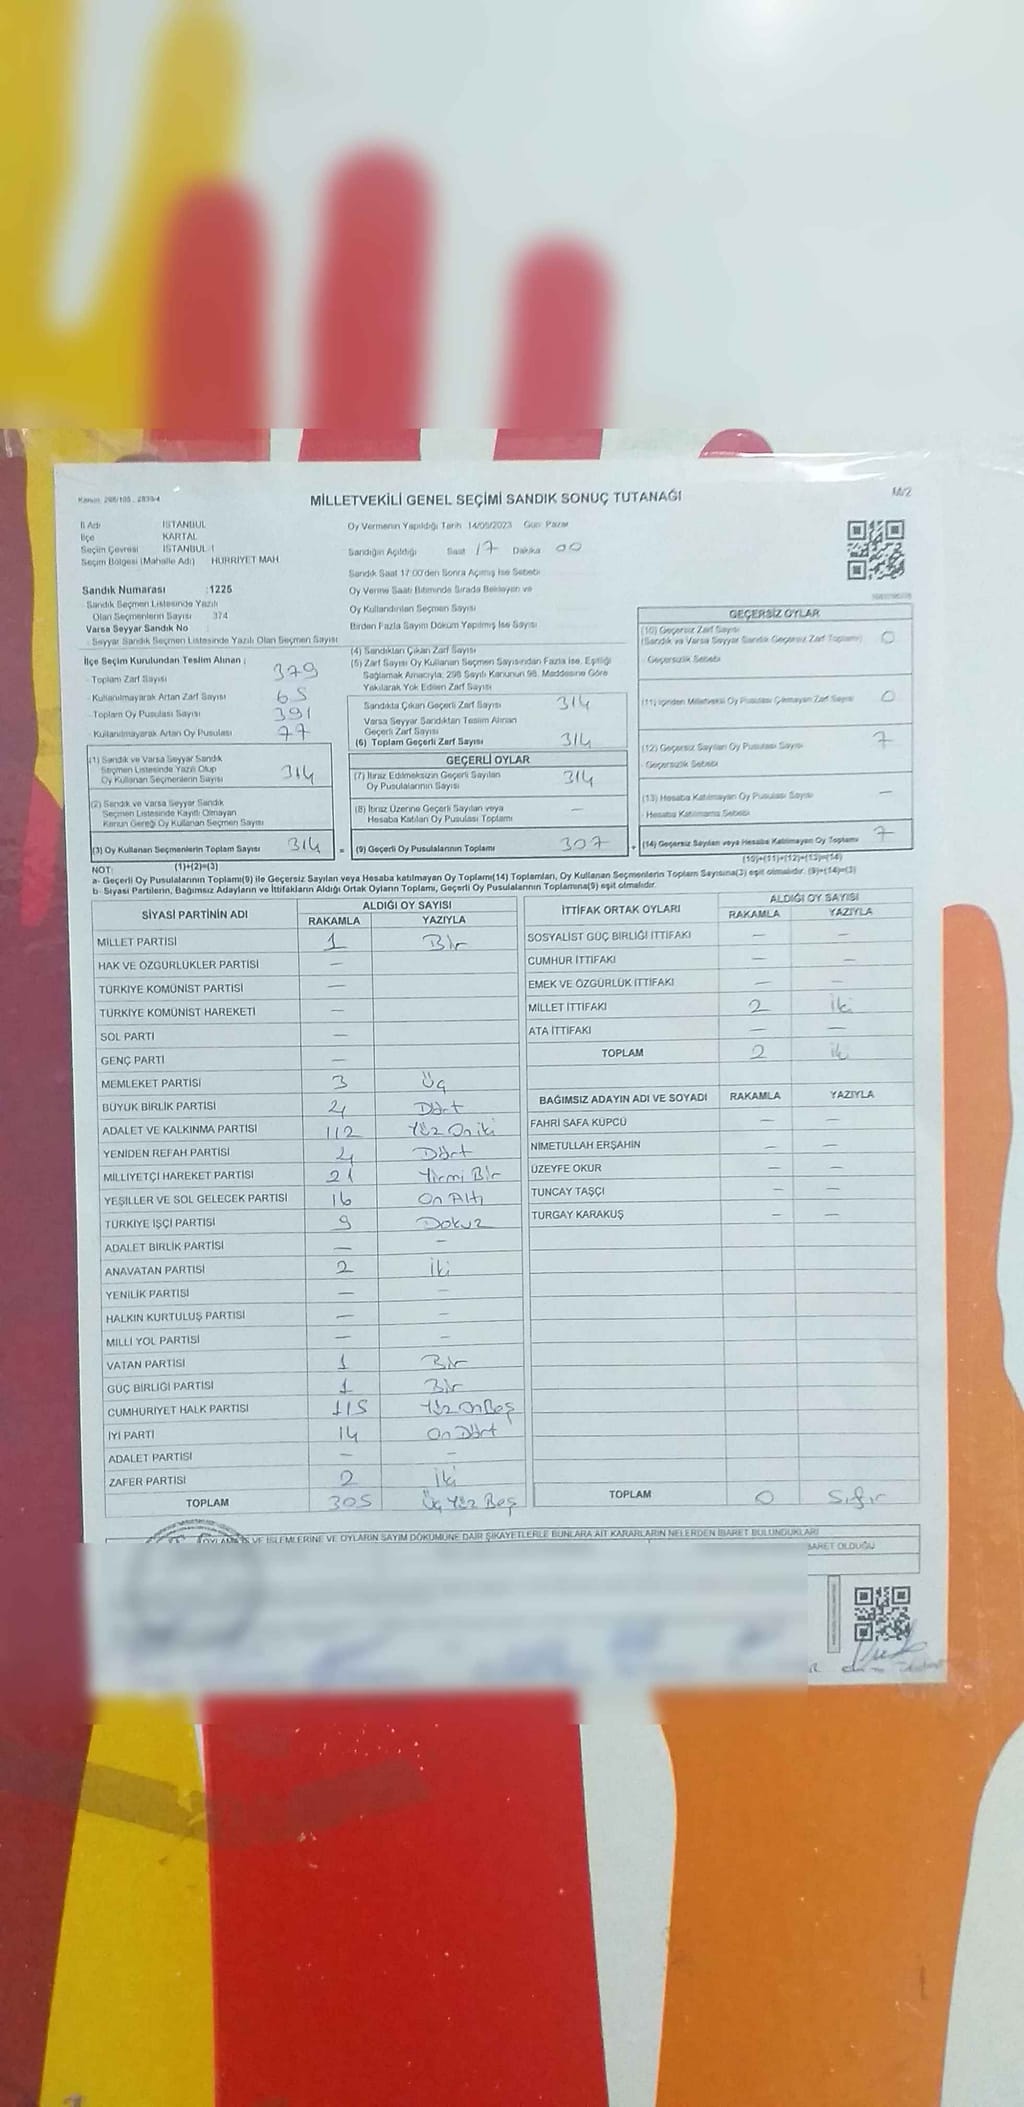 Kanun: 298/105, 2839/4
MİLLETVEKİLİ GENEL SEÇİMİ SANDIK SONUÇ TUTANAĞI
M/2
İl Adı İSTANBUL
İlçe KARTAL
Seçim Çevresi İSTANBUL 1
Seçim Bölgesi (Mahalle Adı) HÜRRİYET MAH
Sandık Numarası :1225
Sandık Seçmen Listesinde Yazılı
Olan Seçmenlerin Sayısı 374
Varsa Seyyar Sandık No
Seyyar Sandık Seçmen Listesinde Yazılı Olan Seçmen Sayısı :
Oy Vermenin Yapıldığı Tarih 14/05/2023 Gün: Pazar
Sandığın Açıldığı Saat 17 Dakika 00
Sandık Saat 17:00'den Sonra Açılmış İse Sebebi
Oy Verme Saati Bitiminde Sırada Bekleyen ve
Oy Kullandırılan Seçmen Sayısı
Birden Fazla Sayım Döküm Yapılmış İse Sayısı
İlçe Seçim Kurulundan Teslim Alınan :
Toplam Zarf Sayısı 379
Kullanılmayarak Artan Zarf Sayısı 65
Toplam Oy Pusulası Sayısı 391
Kullanılmayarak Artan Oy Pusulası 77
(1) Sandık ve Varsa Seyyar Sandık
Seçmen Listesinde Yazılı Olup
Oy Kullanan Seçmenlerin Sayısı 314
(2) Sandık ve Varsa Seyyar Sandık
Seçmen Listesinde Kayıtlı Olmayan
Kanun Gereği Oy Kullanan Seçmen Sayısı
(3) Oy Kullanan Seçmenlerin Toplam Sayısı 314
(1)+(2)=(3)
(4) Sandıktan Çıkan Zarf Sayısı
(5) Zarf Sayısı Oy Kullanan Seçmen Sayısından Fazla İse, Eşitliği
Sağlamak Amacıyla; 298 Sayılı Kanunun 98. Maddesine Göre
Yakılarak Yok Edilen Zarf Sayısı
Sandıkta Çıkan Geçerli Zarf Sayısı 314
Varsa Seyyar Sandıktan Teslim Alınan
Geçerli Zarf Sayısı
(6) Toplam Geçerli Zarf Sayısı 314
GEÇERLİ OYLAR
(7) İtiraz Edilmeksizin Geçerli Sayılan
Oy Pusulalarının Sayısı 314
(8) İtiraz Üzerine Geçerli Sayılan veya
Hesaba Katılan Oy Pusulası Toplamı —
= (9) Geçerli Oy Pusulalarının Toplamı 307 +
GEÇERSİZ OYLAR
(10) Geçersiz Zarf Sayısı
(Sandık ve Varsa Seyyar Sandık Geçersiz Zarf Toplamı) 0
Geçersizlik Sebebi
(11) İçinden Milletvekili Oy Pusulası Çıkmayan Zarf Sayısı 0
(12) Geçersiz Sayılan Oy Pusulası Sayısı 7
Geçersizlik Sebebi
(13) Hesaba Katılmayan Oy Pusulası Sayısı —
Hesaba Katılmama Sebebi
(14) Geçersiz Sayılan veya Hesaba Katılmayan Oy Toplamı 7
(10)+(11)+(12)+(13)=(14)
NOT:
a- Geçerli Oy Pusulalarının Toplamı(9) ile Geçersiz Sayılan veya Hesaba katılmayan Oy Toplamı(14) Toplamları, Oy Kullanan Seçmenlerin Toplam Sayısına(3) eşit olmalıdır. (9)+(14)=(3)
b- Siyasi Partilerin, Bağımsız Adayların ve İttifakların Aldığı Ortak Oyların Toplamı, Geçerli Oy Pusulalarının Toplamına(9) eşit olmalıdır.
SİYASİ PARTİNİN ADI ALDIĞI OY SAYISI
RAKAMLA YAZIYLA
MİLLET PARTİSİ 1 Bir
HAK VE ÖZGÜRLÜKLER PARTİSİ —
TÜRKİYE KOMÜNİST PARTİSİ —
TÜRKİYE KOMÜNİST HAREKETİ —
SOL PARTİ —
GENÇ PARTİ —
MEMLEKET PARTİSİ 3 Üç
BÜYÜK BİRLİK PARTİSİ 4 Dört
ADALET VE KALKINMA PARTİSİ 112 Yüz On iki
YENİDEN REFAH PARTİSİ 4 Dört
MİLLİYETÇİ HAREKET PARTİSİ 21 Yirmi Bir
YEŞİLLER VE SOL GELECEK PARTİSİ 16 On Altı
TÜRKİYE İŞÇİ PARTİSİ 9 Dokuz
ADALET BİRLİK PARTİSİ — —
ANAVATAN PARTİSİ 2 İki
YENİLİK PARTİSİ — —
HALKIN KURTULUŞ PARTİSİ — —
MİLLİ YOL PARTİSİ — —
VATAN PARTİSİ 1 Bir
GÜÇ BİRLİĞİ PARTİSİ 1 Bir
CUMHURİYET HALK PARTİSİ 115 Yüz On Beş
İYİ PARTİ 14 On Dört
ADALET PARTİSİ — —
ZAFER PARTİSİ 2 İki
TOPLAM 305 Üç Yüz Beş
İTTİFAK ORTAK OYLARI ALDIĞI OY SAYISI
RAKAMLA YAZIYLA
SOSYALİST GÜÇ BİRLİĞİ İTTİFAKI — —
CUMHUR İTTİFAKI — —
EMEK VE ÖZGÜRLÜK İTTİFAKI — —
MİLLET İTTİFAKI 2 İki
ATA İTTİFAKI — —
TOPLAM 2 İki
BAĞIMSIZ ADAYIN ADI VE SOYADI RAKAMLA YAZIYLA
FAHRİ SAFA KÜPCÜ — —
NİMETULLAH ERŞAHİN — —
ÜZEYFE OKUR — —
TUNCAY TAŞÇI — —
TURGAY KARAKUŞ — —
TOPLAM 0 Sıfır
VE İŞLEMLERİNE VE OYLARIN SAYIM DÖKÜMÜNE DAİR ŞİKAYETLERLE BUNLARA AİT KARARLARIN NELERDEN İBARET BULUNDUKLARI
OLDUĞU